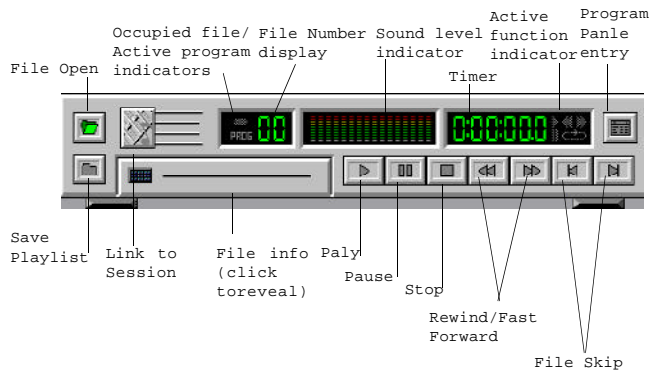 Occupied file/
Active program
indicators
File Number
display
Sound level
indicator
Active
function
indicator
Program
Panle
entry
File Open
Timer
PROG 00
0:00:00.0
Save
Playlist
Link to
Session
File info
(click
toreveal)
Paly
Pause
Stop
Rewind/Fast
Forward
File Skip